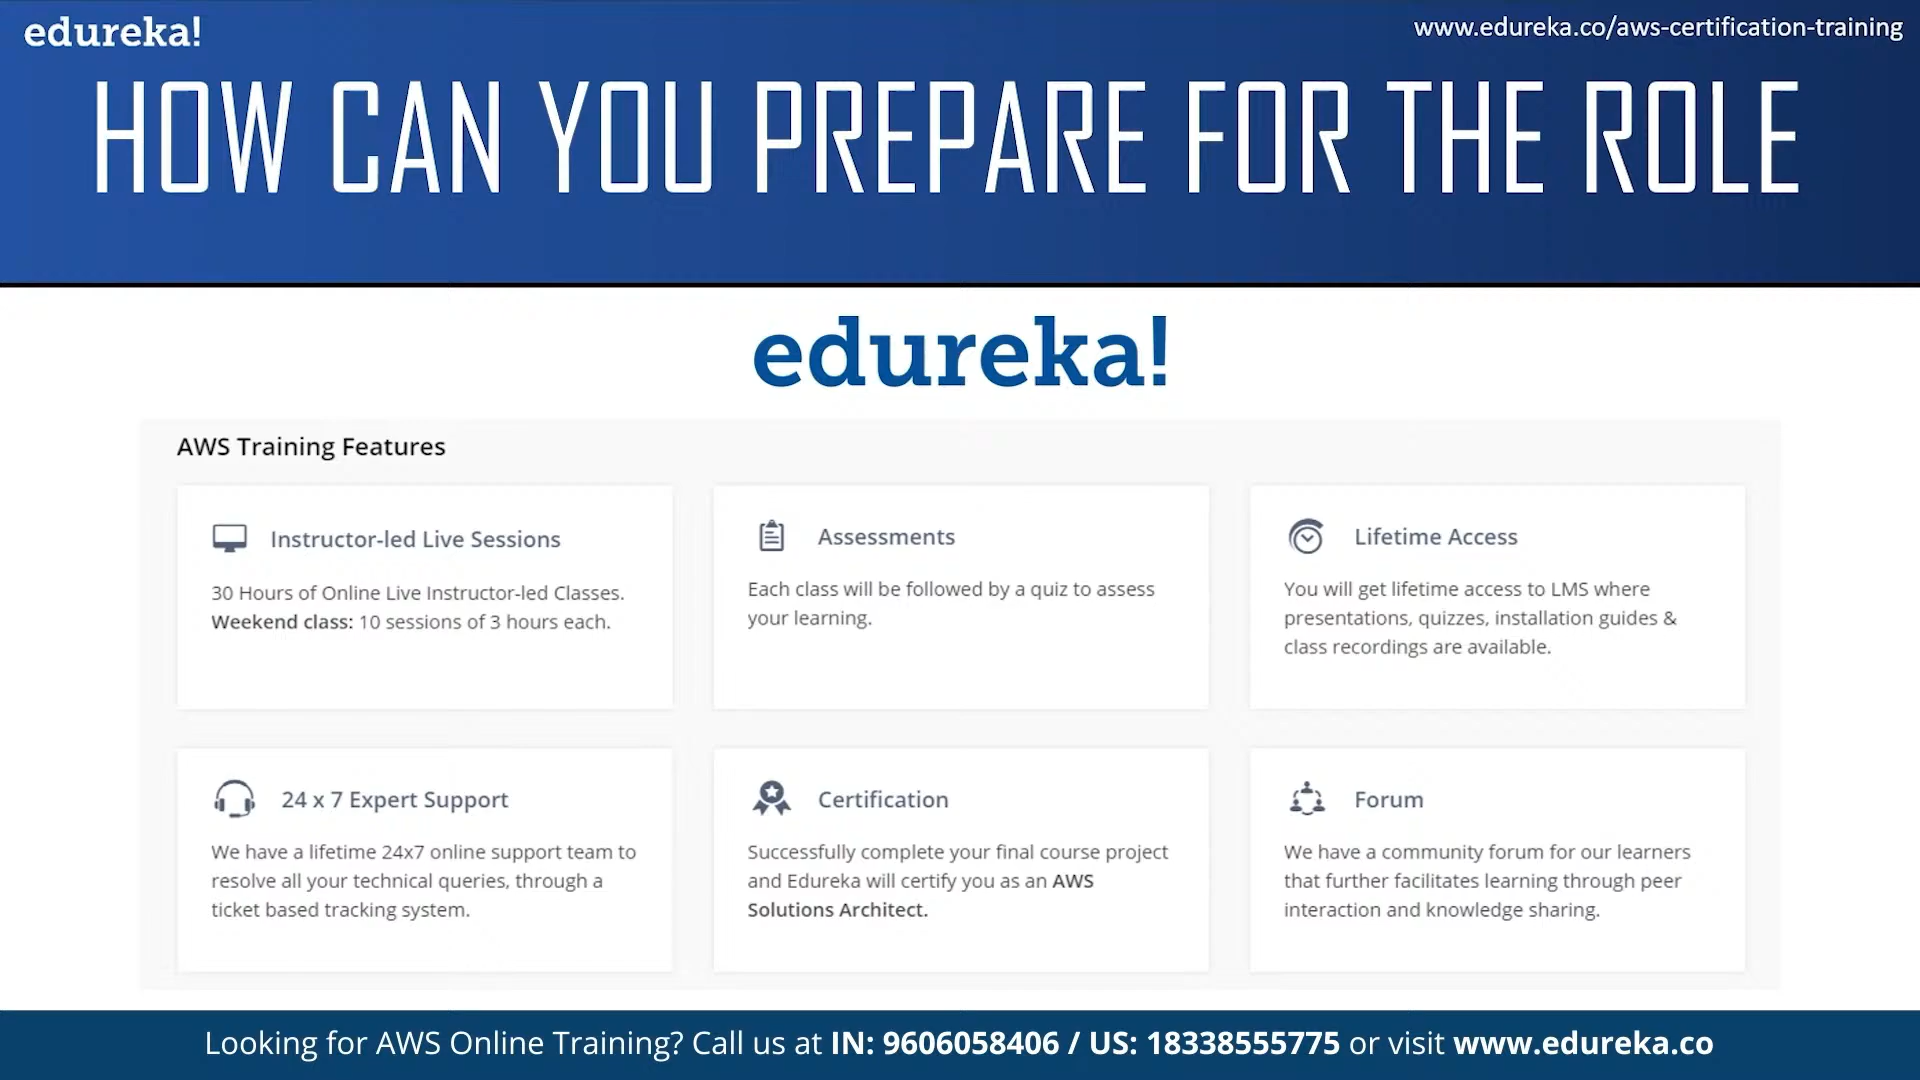 edureka!
www.edureka.co/aws-certification-training
HOW CAN YOU PREPARE FOR THE ROLE
edureka!
AWS Training Features
Instructor-led Live Sessions
30 Hours of Online Live Instructor-led Classes.
Weekend class: 10 sessions of 3 hours each.
Assessments
Each class will be followed by a quiz to assess
your learning.
Lifetime Access
You will get lifetime access to LMS where
presentations, quizzes, installation guides &
class recordings are available.
24 x 7 Expert Support
We have a lifetime 24x7 online support team to
resolve all your technical queries, through a
ticket based tracking system.
Certification
Successfully complete your final course project
and Edureka will certify you as an AWS
Solutions Architect.
Forum
We have a community forum for our learners
that further facilitates learning through peer
interaction and knowledge sharing.
Looking for AWS Online Training? Call us at IN: 9606058406 / US: 18338555775 or visit www.edureka.co